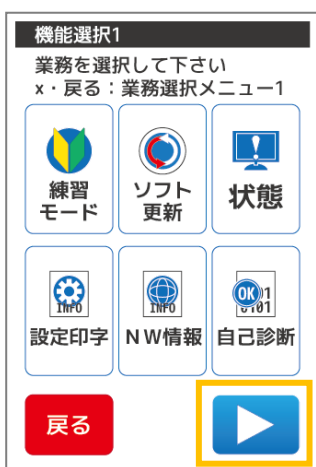 機能選択1
業務を選択して下さい
x・戻る：業務選択メニュー1
練習
モード
ソフト
更新
状態
INFO
設定印字
INFO
NW情報
OK 1
0101
自己診断
戻る